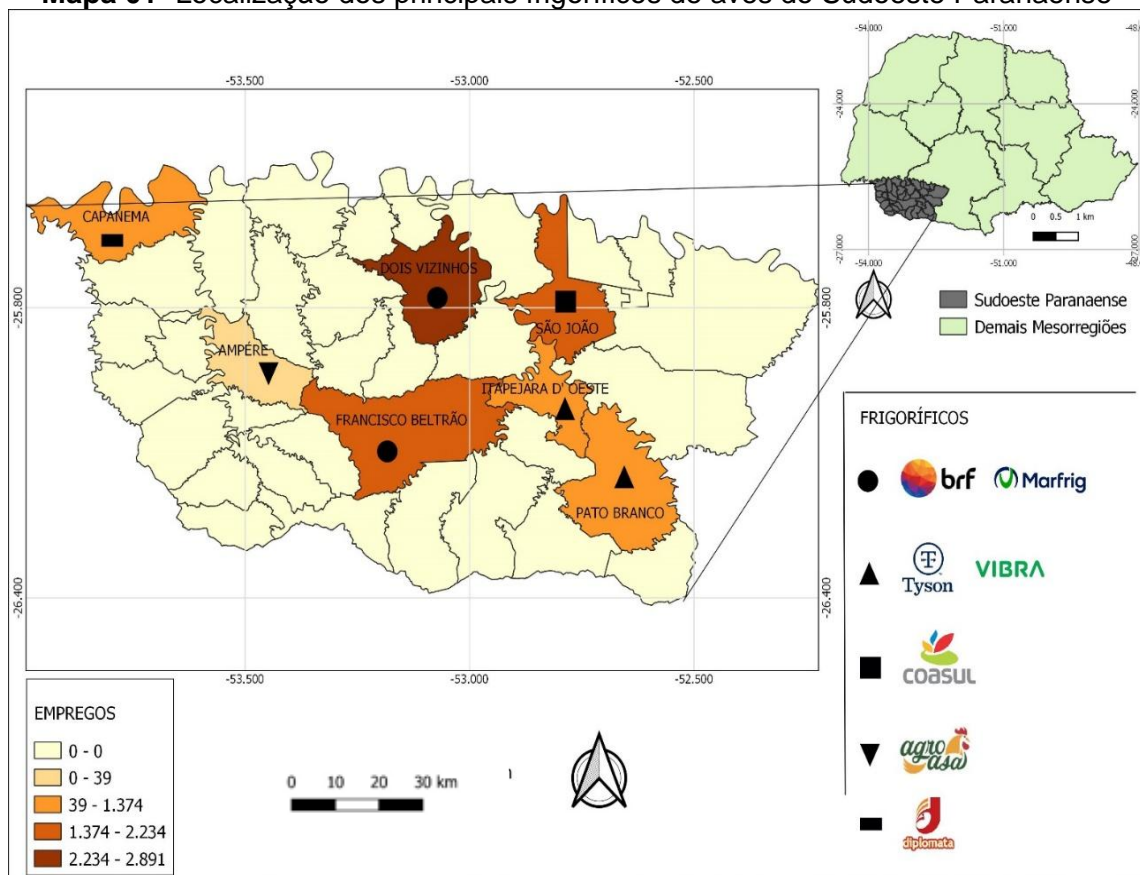 Mapa 01- Localização dos principais frigoríficos de aves do Sudoeste Paranaense
-53.500 -53.000 -52.500
-54.000 -51.000 -48.000
-24.000 -24.000
-27.000 -27.000
-54.000 -51.000
0 0.5 1 km
Sudoeste Paranaense
Demais Mesorregiões
CAPANEMA
DOIS VIZINHOS
-25.800 -25.800
SÃO JOÃO
AMPÉRE
ITAPEJARA D' OESTE
FRANCISCO BELTRÃO
PATO BRANCO
-26.400 -26.400
-53.500 -53.000 -52.500
FRIGORÍFICOS
brf Marfrig
Tyson VIBRA
COASUL
agro asa
diplomata
EMPREGOS
0 - 0
0 - 39
39 - 1.374
1.374 - 2.234
2.234 - 2.891
0 10 20 30 km